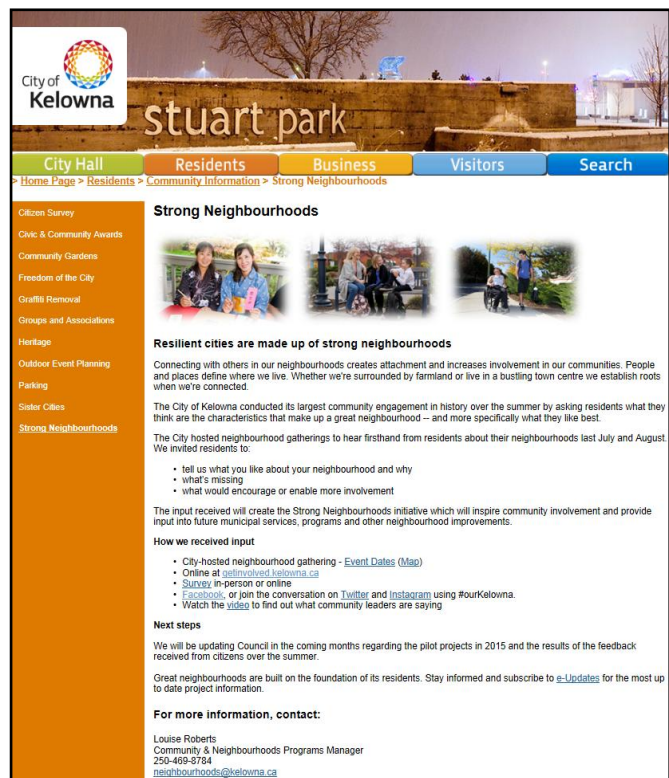 City of
Kelowna
stuart park
City Hall
Residents
Business
Visitors
Search
> Home Page > Residents > Community Information > Strong Neighbourhoods
Citizen Survey
Civic & Community Awards
Community Gardens
Freedom of the City
Graffiti Removal
Groups and Associations
Heritage
Outdoor Event Planning
Parking
Sister Cities
Strong Neighbourhoods
Strong Neighbourhoods
Resilient cities are made up of strong neighbourhoods
Connecting with others in our neighbourhoods creates attachment and increases involvement in our communities. People
and places define where we live. Whether we're surrounded by farmland or live in a bustling town centre we establish roots
when we're connected.
The City of Kelowna conducted its largest community engagement in history over the summer by asking residents what they
think are the characteristics that make up a great neighbourhood -- and more specifically what they like best.
The City hosted neighbourhood gatherings to hear firsthand from residents about their neighbourhoods last July and August.
We invited residents to:
• tell us what you like about your neighbourhood and why
• what's missing
• what would encourage or enable more involvement
The input received will create the Strong Neighbourhoods initiative which will inspire community involvement and provide
input into future municipal services, programs and other neighbourhood improvements.
How we received input
• City-hosted neighbourhood gathering - Event Dates (Map)
• Online at getinvolved.kelowna.ca
• Survey in-person or online
• Facebook, or join the conversation on Twitter and Instagram using #ourKelowna.
• Watch the video to find out what community leaders are saying
Next steps
We will be updating Council in the coming months regarding the pilot projects in 2015 and the results of the feedback
received from citizens over the summer.
Great neighbourhoods are built on the foundation of its residents. Stay informed and subscribe to e-Updates for the most up
to date project information.
For more information, contact:
Louise Roberts
Community & Neighbourhoods Programs Manager
250-469-8784
neighbourhoods@kelowna.ca